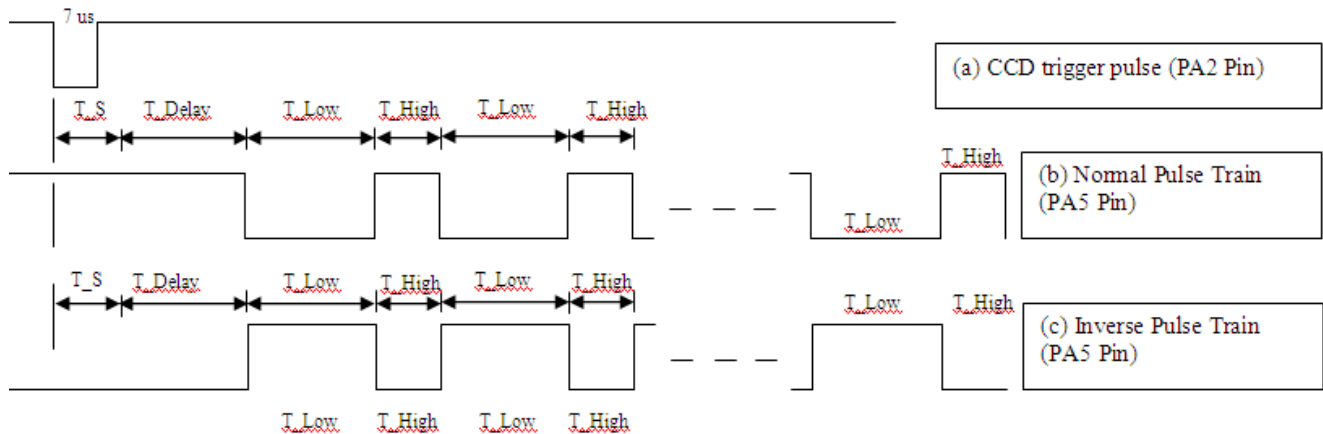 7 us
(a) CCD trigger pulse (PA2 Pin)
T_S T_Delay T_Low T_High T_Low T_High
T_High
(b) Normal Pulse Train
(PA5 Pin)
T_Low
T_S T_Delay T_Low T_High T_Low T_High
T_Low T_High
(c) Inverse Pulse Train
(PA5 Pin)
T_Low T_High T_Low T_High